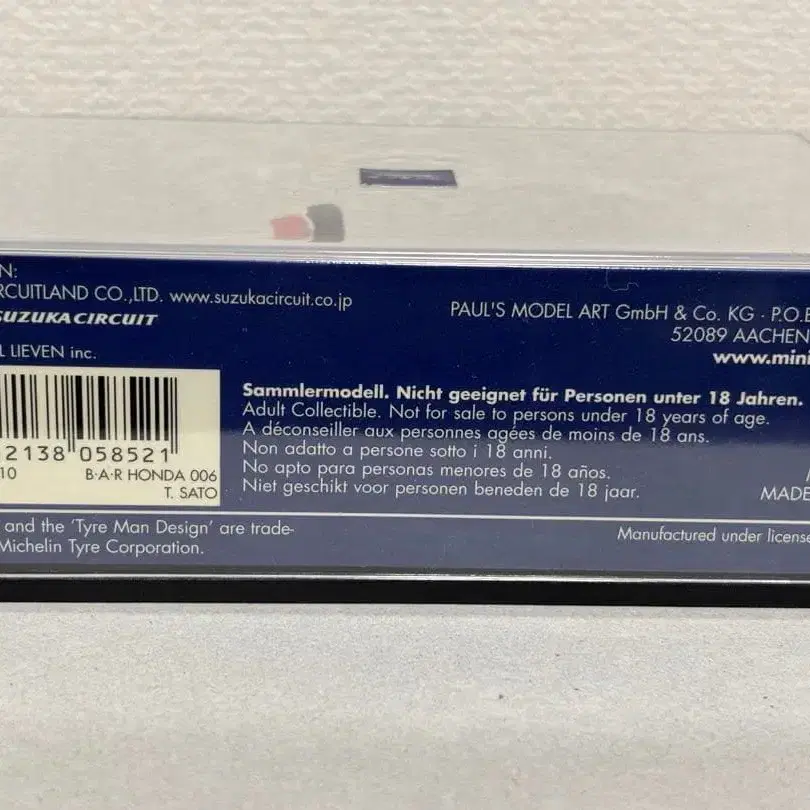 N:
RCUITLAND CO.,LTD. www.suzukacircuit.co.jp
SUZUKA CIRCUIT
L LIEVEN inc.
2138 058521
10 B·A·R HONDA 006
T. SATO
PAUL'S MODEL ART GmbH & Co. KG · P.O.B
52089 AACHEN
www.mini
Sammlermodell. Nicht geeignet für Personen unter 18 Jahren.
Adult Collectible. Not for sale to persons under 18 years of age.
A déconseiller aux personnes agées de moins de 18 ans.
Non adatto a persone sotto i 18 anni.
No apto para personas menores de 18 años.
Niet geschikt voor personen beneden de 18 jaar.
MADE
and the 'Tyre Man Design' are trade-
Michelin Tyre Corporation.
Manufactured under license